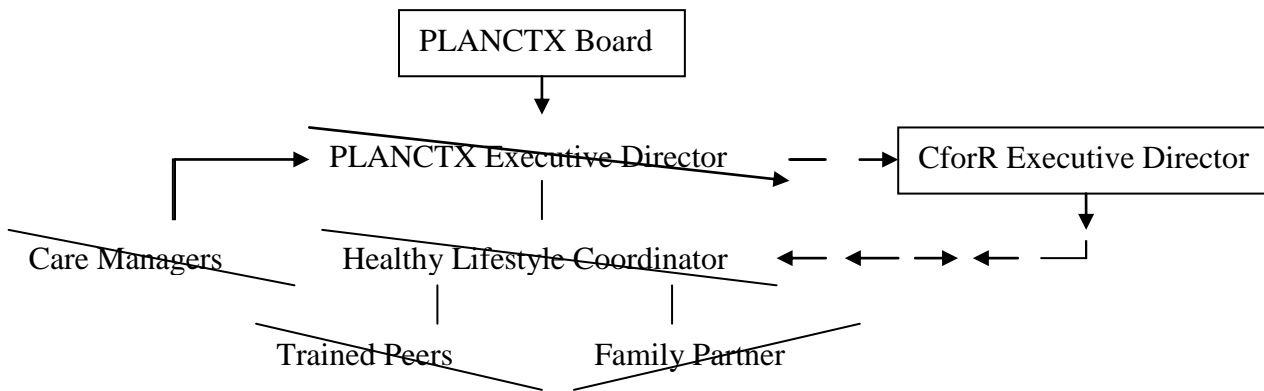 PLANCTX Board
PLANCTX Executive Director
CforR Executive Director
Care Managers
Healthy Lifestyle Coordinator
Trained Peers
Family Partner